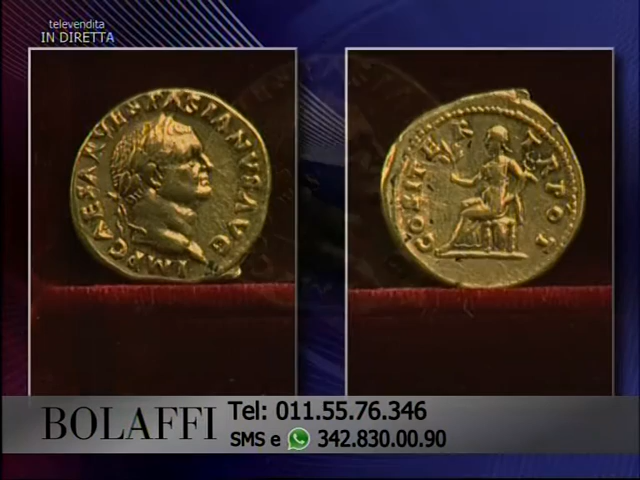 televendita
IN DIRETTA
IMP CAESAR VESPASIANVS AVG
COS ITER TR POT
BOLAFFI
Tel: 011.55.76.346
SMS e 342.830.00.90